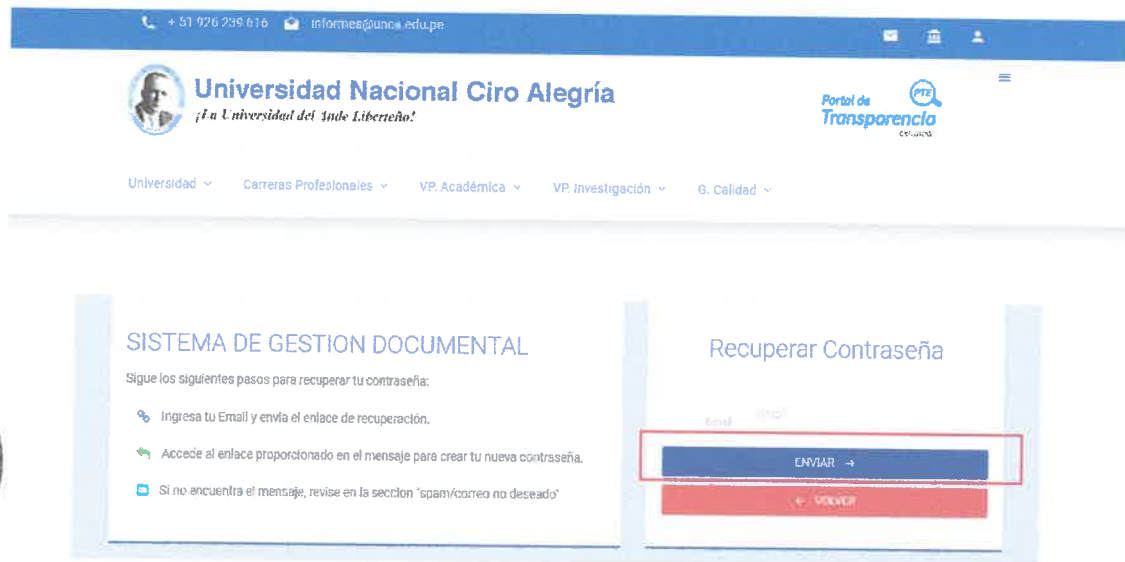 + 51 926 239 616 informes@unca.edu.pe
Universidad Nacional Ciro Alegría
¡La Universidad del Ande Liberteño!
Portal de PTE
Transparencia
Universidad Carreras Profesionales VP. Académica VP. Investigación G. Calidad
SISTEMA DE GESTION DOCUMENTAL
Sigue los siguientes pasos para recuperar tu contraseña:
Ingresa tu Email y envía el enlace de recuperación.
Accede al enlace proporcionado en el mensaje para crear tu nueva contraseña.
Si no encuentra el mensaje, revise en la seccion "spam/correo no deseado"
Recuperar Contraseña
Email
ENVIAR →
← VOLVER